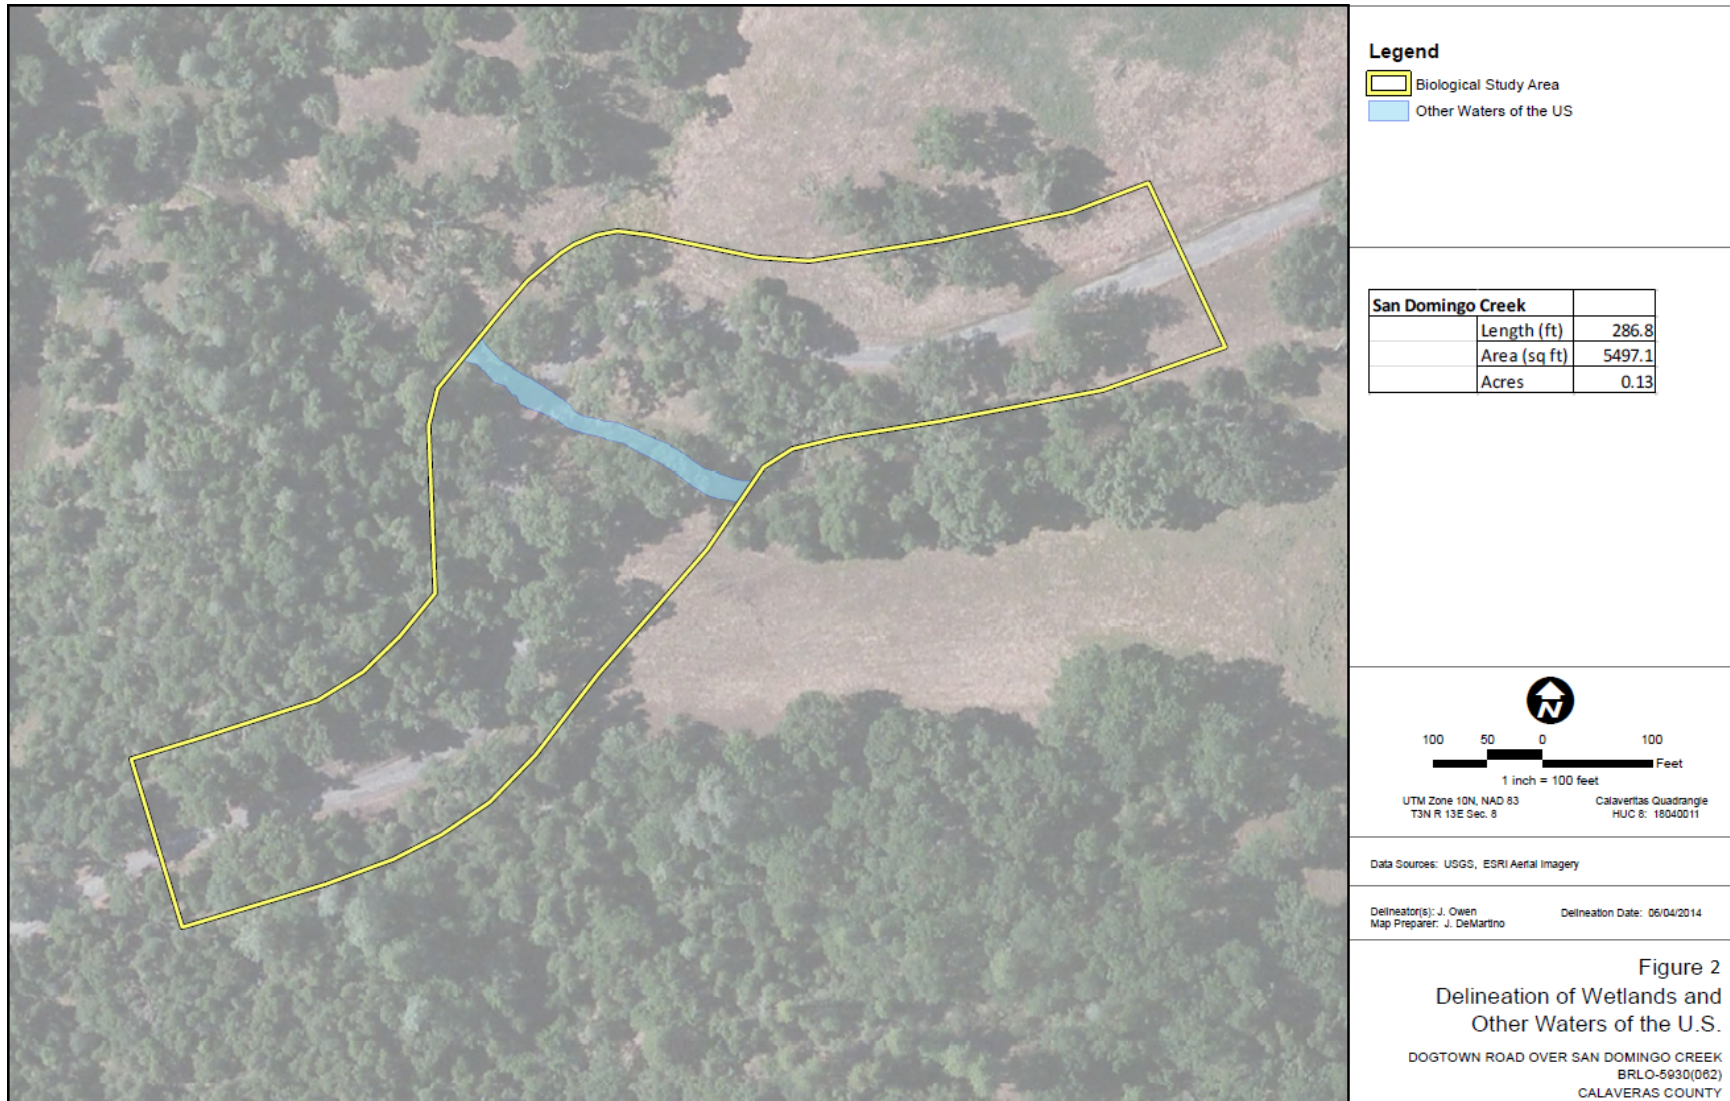 Legend
Biological Study Area
Other Waters of the US
San Domingo Creek
Length (ft) 286.8
Area (sq ft) 5497.1
Acres 0.13
N
100 50 0 100
Feet
1 inch = 100 feet
UTM Zone 10N, NAD 83 Calaveritas Quadrangle
T3N R 13E Sec. 8 HUC 8: 18040011
Data Sources: USGS, ESRI Aerial Imagery
Delineator(s): J. Owen Delineation Date: 06/04/2014
Map Preparer: J. DeMartino
Figure 2
Delineation of Wetlands and
Other Waters of the U.S.
DOGTOWN ROAD OVER SAN DOMINGO CREEK
BRLO-5930(062)
CALAVERAS COUNTY